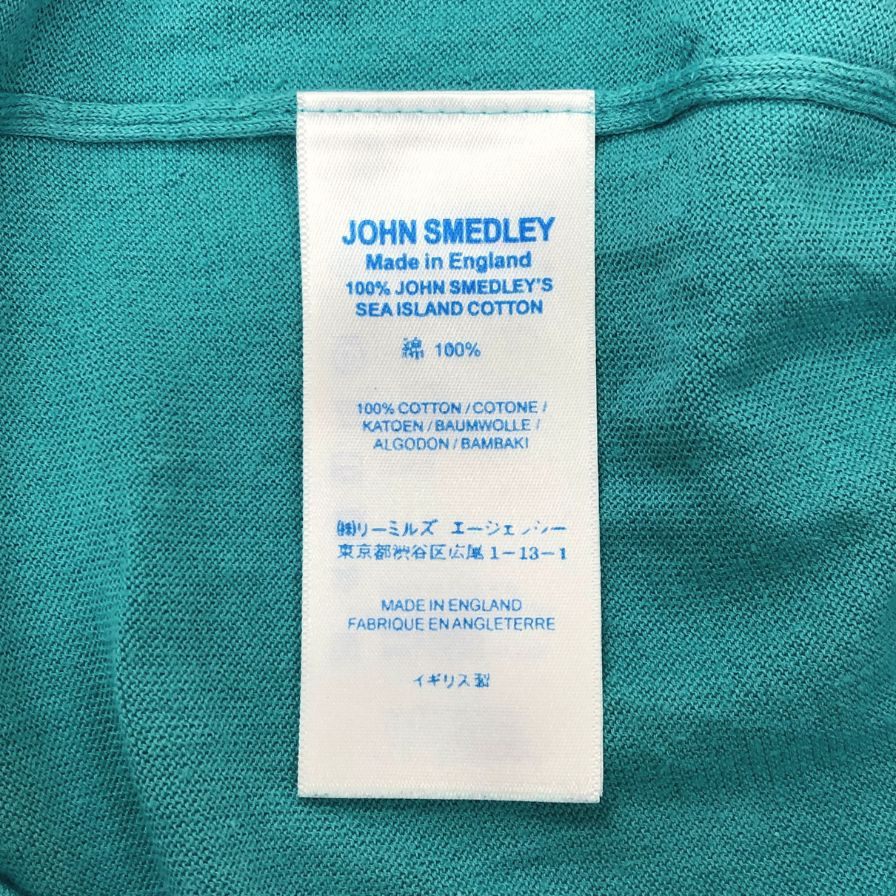 JOHN SMEDLEY
Made in England
100% JOHN SMEDLEY'S
SEA ISLAND COTTON
綿 100%
100% COTTON / COTONE /
KATOEN / BAUMWOLLE /
ALGODON / BAMBAKI
㈱リーミルズ エージェンシー
東京都渋谷区広尾1-13-1
MADE IN ENGLAND
FABRIQUE EN ANGLETERRE
イギリス製